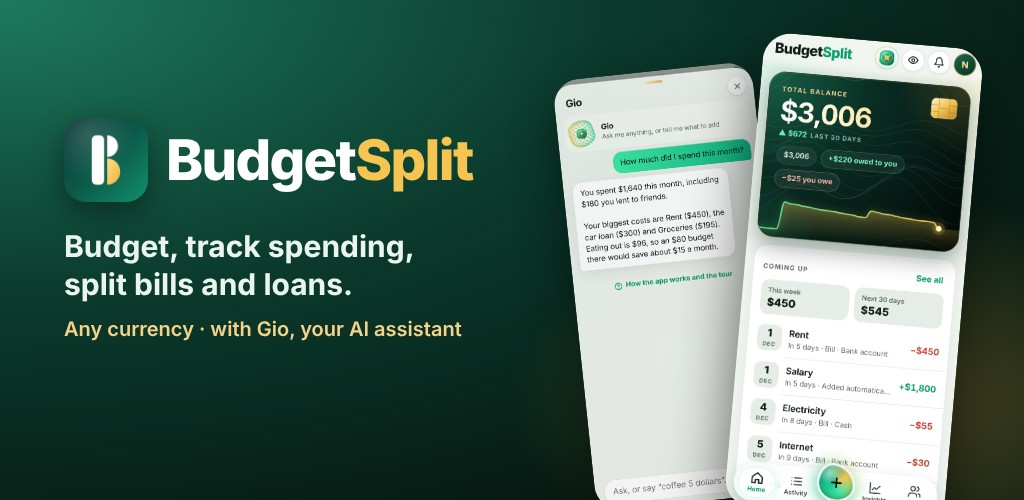 BudgetSplit
Budget, track spending,
split bills and loans.
Any currency · with Gio, your AI assistant
Gio
Gio
Ask me anything, or tell me what to add
How much did I spend this month?
You spent $1,640 this month, including
$180 you lent to friends.
Your biggest costs are Rent ($450), the
car loan ($300) and Groceries ($195).
Eating out is $96, so an $80 budget
there would save about $15 a month.
How the app works and the tour
Ask, or say "coffee 5 dollars"
BudgetSplit
N
TOTAL BALANCE
$3,006
▲ $672 LAST 30 DAYS
$3,006
+$220 owed to you
−$25 you owe
COMING UP
See all
This week
$450
Next 30 days
$545
1
DEC
Rent
In 5 days · Bill · Bank account
−$450
1
DEC
Salary
In 5 days · Added automatica...
+$1,800
4
DEC
Electricity
In 8 days · Bill · Cash
−$55
5
DEC
Internet
In 9 days · Bill · Bank account
−$30
Home
Activity
+
Insights